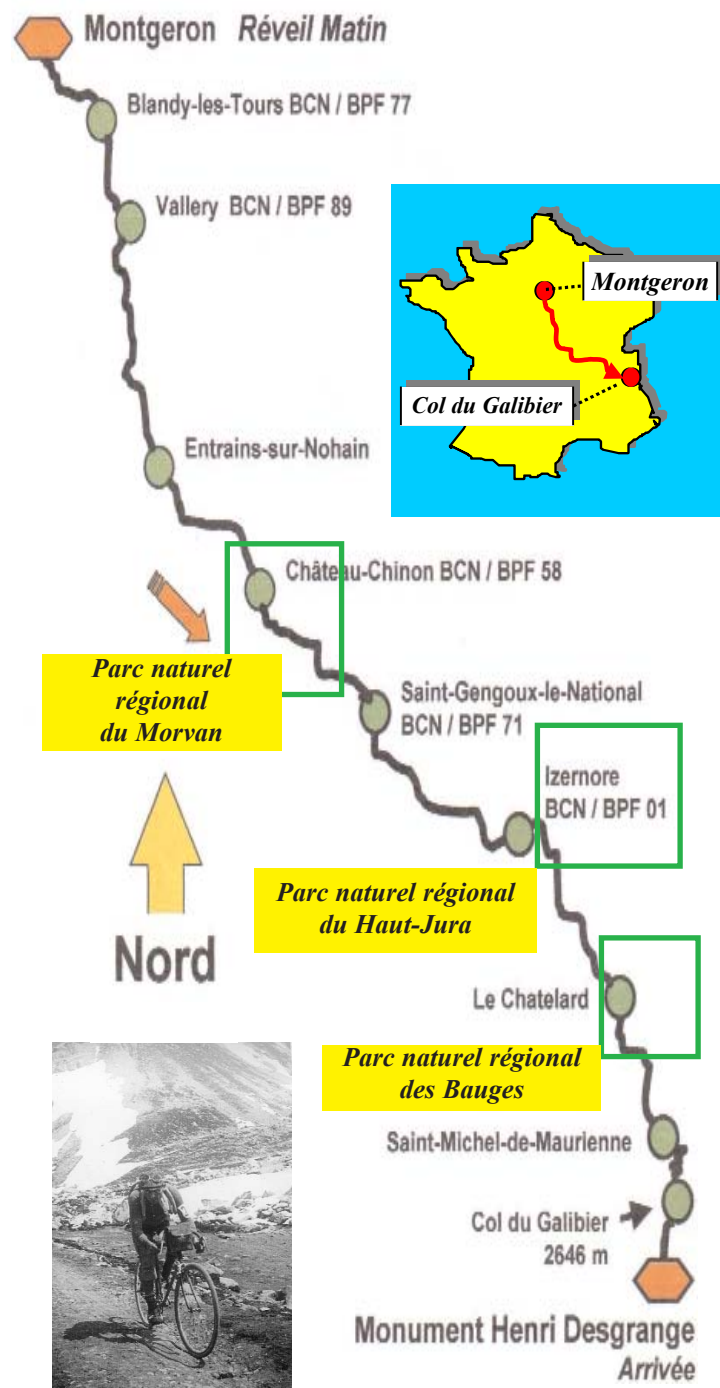 Montgeron Réveil Matin
Blandy-les-Tours BCN / BPF 77
Vallery BCN / BPF 89
Montgeron
Col du Galibier
Entrains-sur-Nohain
Château-Chinon BCN / BPF 58
Parc naturel
régional
du Morvan
Saint-Gengoux-le-National
BCN / BPF 71
Izernore
BCN / BPF 01
Parc naturel régional
du Haut-Jura
Nord
Le Chatelard
Parc naturel régional
des Bauges
Saint-Michel-de-Maurienne
Col du Galibier
2646 m
Monument Henri Desgrange
Arrivée